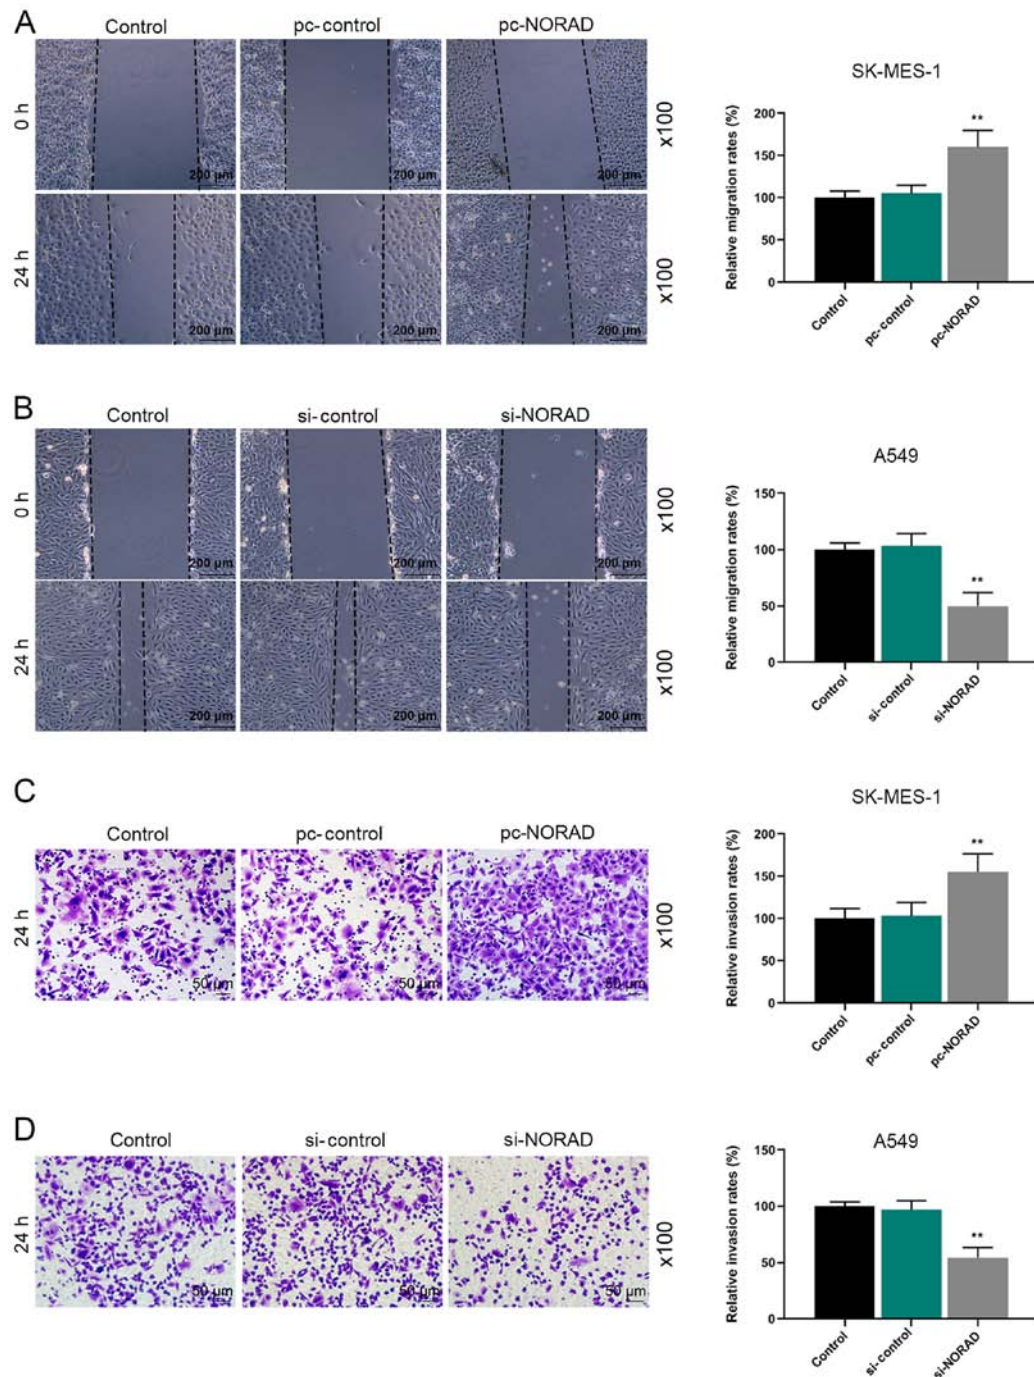 A
Control
pc-control
pc-NORAD
0 h
200 µm
200 µm
200 µm
x100
24 h
200 µm
200 µm
200 µm
x100
SK-MES-1
Relative migration rates (%)
200
150
100
50
0
**
Control
pc-control
pc-NORAD
B
Control
si-control
si-NORAD
0 h
200 µm
200 µm
200 µm
x100
24 h
200 µm
200 µm
200 µm
x100
A549
Relative migration rates (%)
150
100
50
0
**
Control
si-control
si-NORAD
C
Control
pc-control
pc-NORAD
24 h
50 µm
50 µm
50 µm
x100
SK-MES-1
Relative invasion rates (%)
200
150
100
50
0
**
Control
pc-control
pc-NORAD
D
Control
si-control
si-NORAD
24 h
50 µm
50 µm
50 µm
x100
A549
Relative invasion rates (%)
150
100
50
0
**
Control
si-control
si-NORAD